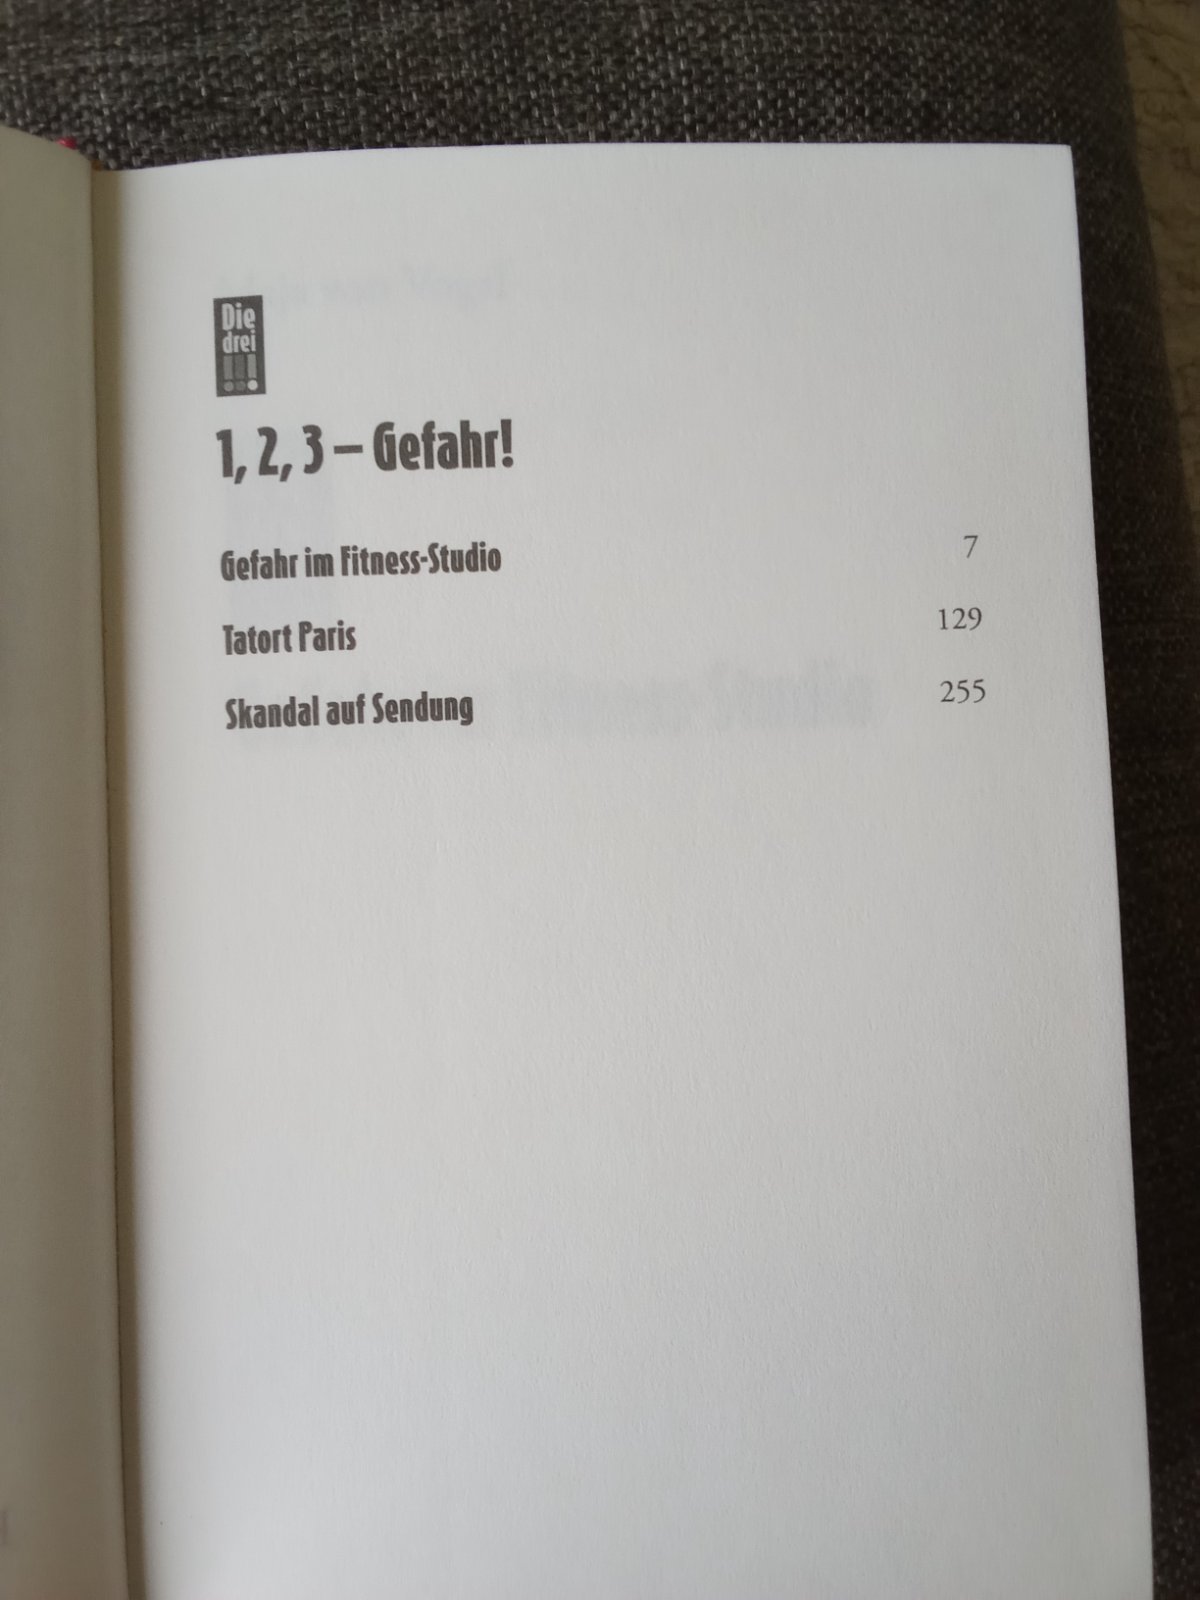 Die
drei
!!!
1, 2, 3 – Gefahr!
Gefahr im Fitness-Studio 7
Tatort Paris 129
Skandal auf Sendung 255